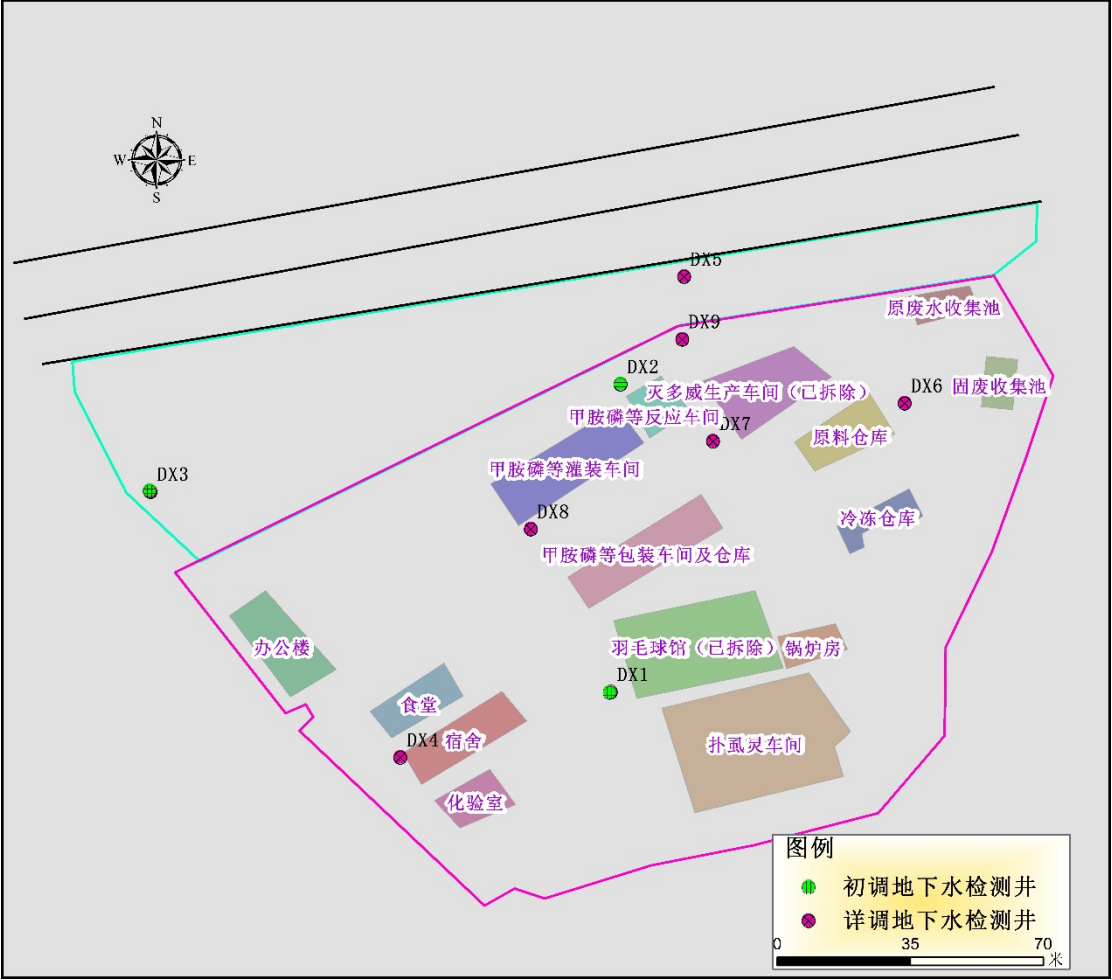 N
W
E
S
DX5
原废水收集池
DX9
DX2
灭多威生产车间（已拆除）
DX6
固废收集池
甲胺磷等反应车间
DX7
原料仓库
甲胺磷等灌装车间
DX3
DX8
冷冻仓库
甲胺磷等包装车间及仓库
办公楼
羽毛球馆（已拆除）
锅炉房
DX1
食堂
DX4
宿舍
扑虱灵车间
化验室
图例
初调地下水检测井
详调地下水检测井
0
35
70
米